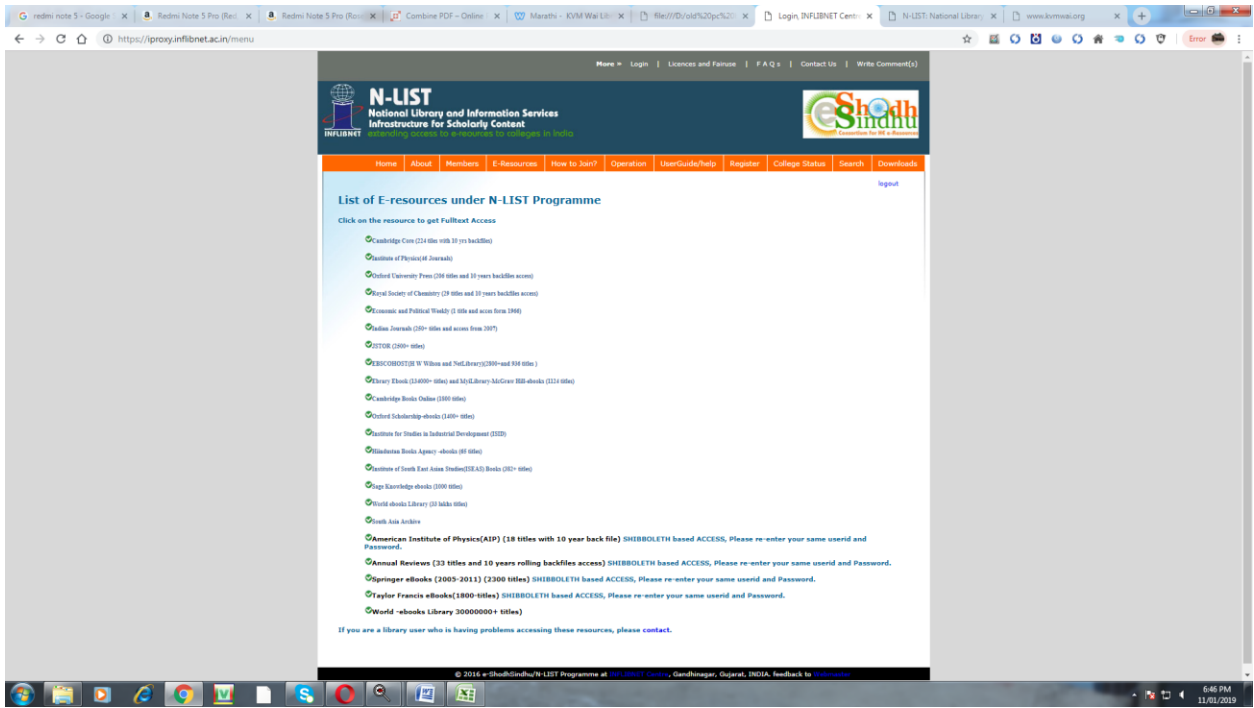 redmi note 5 - Google
Redmi Note 5 Pro (Red
Redmi Note 5 Pro (Ros
Combine PDF - Online
Marathi - KVM Wai Lib
file:///D:/old%20pc%20
Login, INFLIBNET Centre
N-LIST: National Library
www.kvmwai.org
https://iproxy.inflibnet.ac.in/menu
Error
More » Login | Licences and Fairuse | F A Q s | Contact Us | Write Comment(s)
N-LIST
National Library and Information Services
Infrastructure for Scholarly Content
extending access to e-resources to colleges in india
INFLIBNET
eShodh
Sindhu
Consortium for HE e-Resources
Home About Members E-Resources How to Join? Operation UserGuide/help Register College Status Search Downloads
logout
List of E-resources under N-LIST Programme
Click on the resource to get Fulltext Access
Cambridge Core (224 titles with 10 yrs backfiles)
Institute of Physics(46 Journals)
Oxford University Press (206 titles and 10 years backfiles access)
Royal Society of Chemistry (29 titles and 10 years backfiles access)
Economic and Political Weekly (1 title and acces form 1966)
Indian Journals (250+ titles and access from 2007)
JSTOR (2500+ titles)
EBSCOHOST(H W Wilson and NetLibrary)(2800+and 936 titles )
Ebrary Ebook (134000+ titles) and MyiLibrary-McGraw Hill-ebooks (1124 titles)
Cambridge Books Online (1800 titles)
Oxford Scholarship-ebooks (1400+ titles)
Institute for Studies in Industrial Development (ISID)
Hindustan Books Agency -ebooks (65 titles)
Institute of South East Asian Studies(ISEAS) Books (382+ titles)
Sage Knowledge ebooks (1000 titles)
World ebooks Library (33 lakhs titles)
South Asia Archive
American Institute of Physics(AIP) (18 titles with 10 year back file) SHIBBOLETH based ACCESS, Please re-enter your same userid and
Password.
Annual Reviews (33 titles and 10 years rolling backfiles access) SHIBBOLETH based ACCESS, Please re-enter your same userid and Password.
Springer eBooks (2005-2011) (2300 titles) SHIBBOLETH based ACCESS, Please re-enter your same userid and Password.
Taylor Francis eBooks(1800-titles) SHIBBOLETH based ACCESS, Please re-enter your same userid and Password.
World -ebooks Library 30000000+ titles)
If you are a library user who is having problems accessing these resources, please contact.
© 2016 e-ShodhSindhu/N-LIST Programme at INFLIBNET Centre, Gandhinagar, Gujarat, INDIA. feedback to Webmaster
6:46 PM
11/01/2019